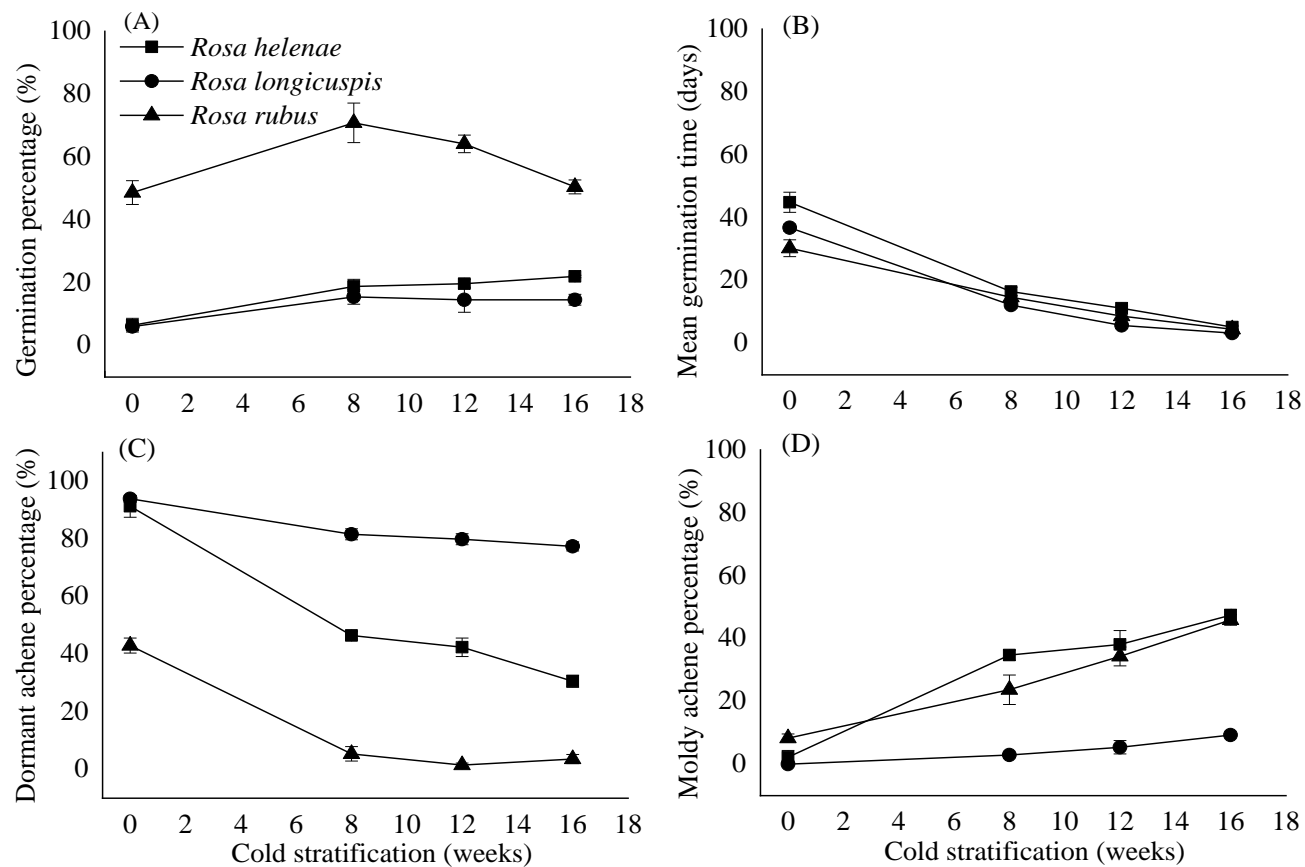 (A)
Germination percentage (%)
100
80
60
40
20
0
Rosa helenae
Rosa longicuspis
Rosa rubus
0 2 4 6 8 10 12 14 16 18
(B)
Mean germination time (days)
100
80
60
40
20
0
0 2 4 6 8 10 12 14 16 18
(C)
Dormant achene percentage (%)
100
80
60
40
20
0
0 2 4 6 8 10 12 14 16 18
Cold stratification (weeks)
(D)
Moldy achene percentage (%)
100
80
60
40
20
0
0 2 4 6 8 10 12 14 16 18
Cold stratification (weeks)